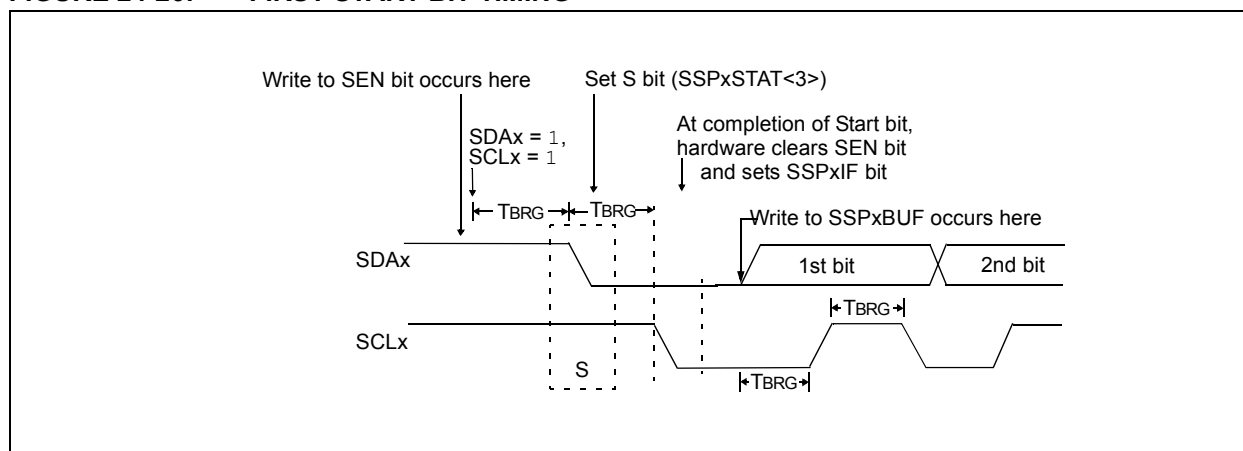 Write to SEN bit occurs here
Set S bit (SSPxSTAT<3>)
SDAx = 1,
SCLx = 1
At completion of Start bit,
hardware clears SEN bit
and sets SSPxIF bit
TBRG
TBRG
Write to SSPxBUF occurs here
SDAx
1st bit
2nd bit
TBRG
SCLx
S
TBRG